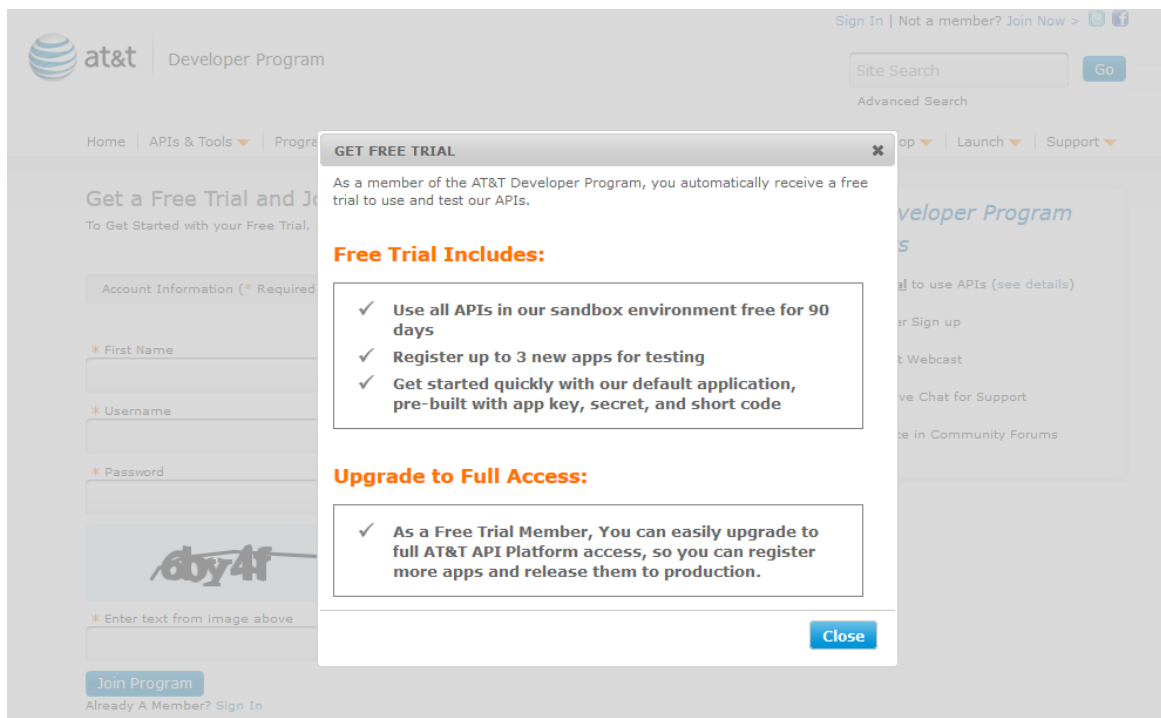 Sign In | Not a member? Join Now >
at&t Developer Program
Site Search Go
Advanced Search
Home APIs & Tools Progra op Launch Support
GET FREE TRIAL
As a member of the AT&T Developer Program, you automatically receive a free
trial to use and test our APIs.
Free Trial Includes:
Use all APIs in our sandbox environment free for 90
days
Register up to 3 new apps for testing
Get started quickly with our default application,
pre-built with app key, secret, and short code
Upgrade to Full Access:
As a Free Trial Member, You can easily upgrade to
full AT&T API Platform access, so you can register
more apps and release them to production.
Close
Get a Free Trial and Jo
To Get Started with your Free Trial,
Account Information (* Required
* First Name
* Username
* Password
6by4f
* Enter text from image above
Join Program
Already A Member? Sign In
veloper Program
s
al to use APIs (see details)
er Sign up
t Webcast
ve Chat for Support
te in Community Forums